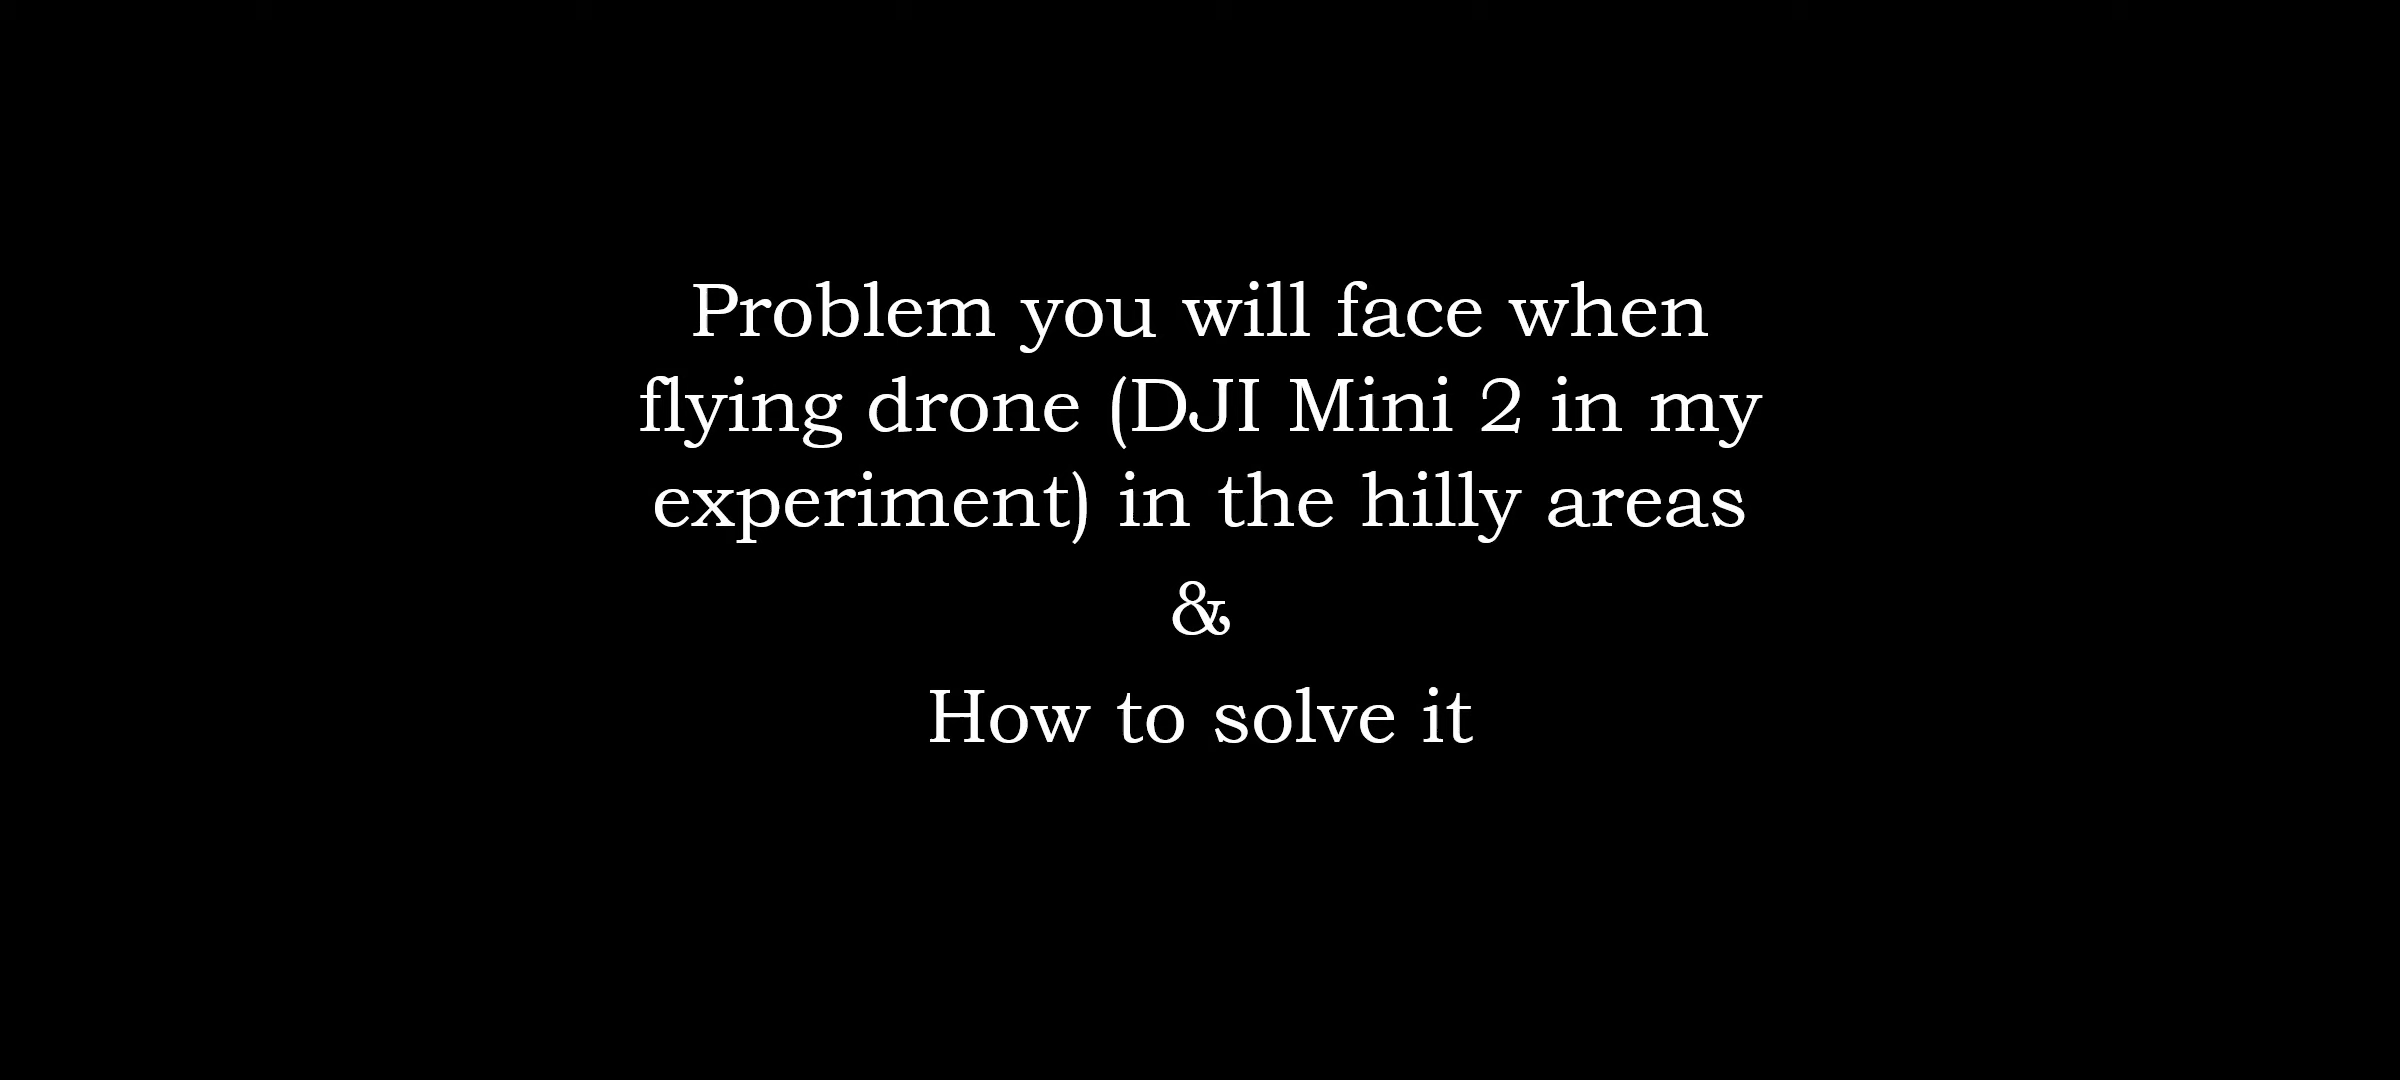 Problem you will face when
flying drone (DJI Mini 2 in my
experiment) in the hilly areas
&
How to solve it